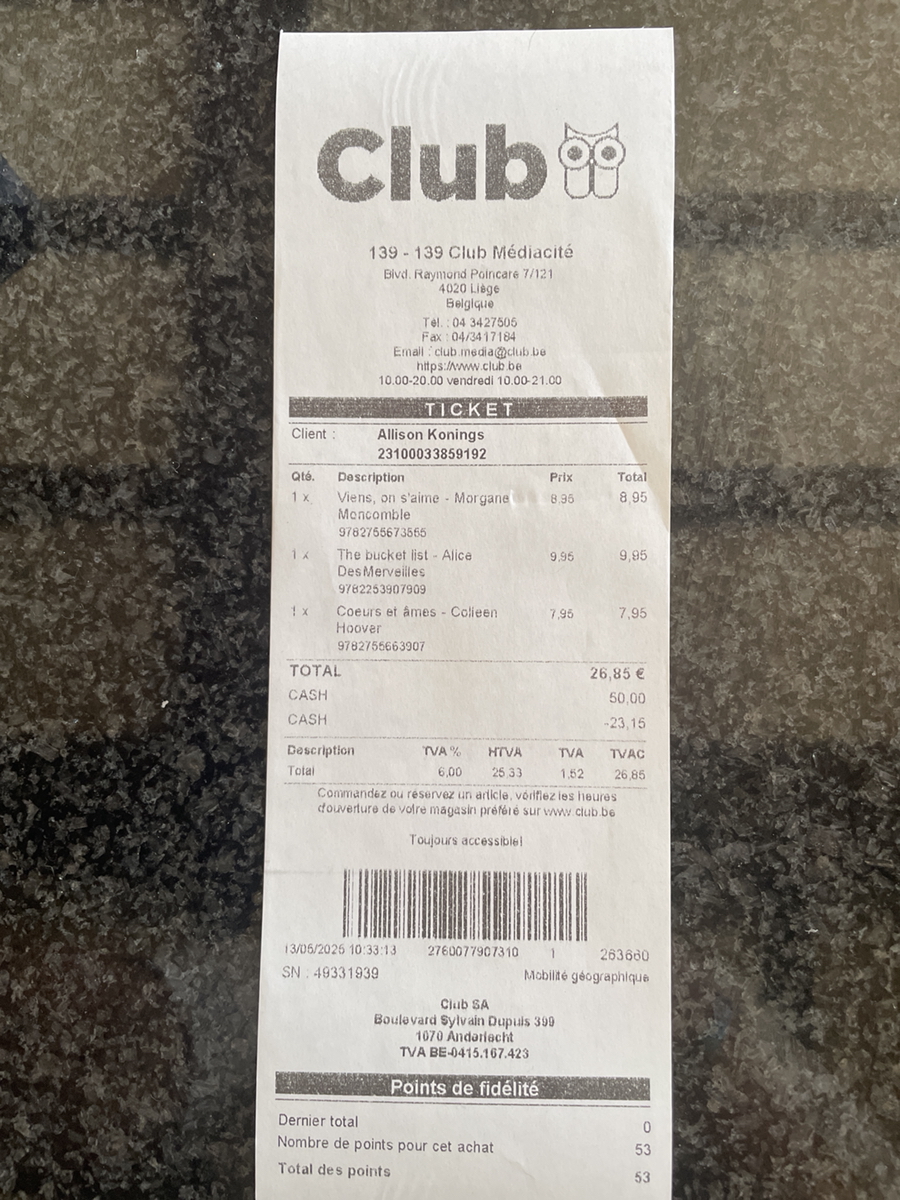 Club
139 - 139 Club Médiacité
Blvd. Raymond Poincaré 7/121
4020 Liège
Belgique
Tél. : 04 3427505
Fax : 04/3417184
Email : club.media@club.be
https://www.club.be
10.00-20.00 vendredi 10.00-21.00
TICKET
Client : Allison Konings
23100033859192
Qté. Description Prix Total
1 x Viens, on s'aime - Morgane 8,95 8,95
Moncomble
9782755673555
1 x The bucket list - Alice 9,95 9,95
DesMerveilles
9782253907909
1 x Coeurs et âmes - Colleen 7,95 7,95
Hoover
9782755663907
TOTAL 26,85 €
CASH 50,00
CASH -23,15
Description TVA % HTVA TVA TVAC
Total 6,00 25,33 1,52 26,85
Commandez ou réservez un article, vérifiez les heures
d'ouverture de votre magasin préféré sur www.club.be
Toujours accessible!
13/05/2025 10:33:13 2760077907310 1 263660
SN : 49331939 Mobilité géographique
Club SA
Boulevard Sylvain Dupuis 399
1070 Anderlecht
TVA BE-0415.167.423
Points de fidélité
Dernier total 0
Nombre de points pour cet achat 53
Total des points 53